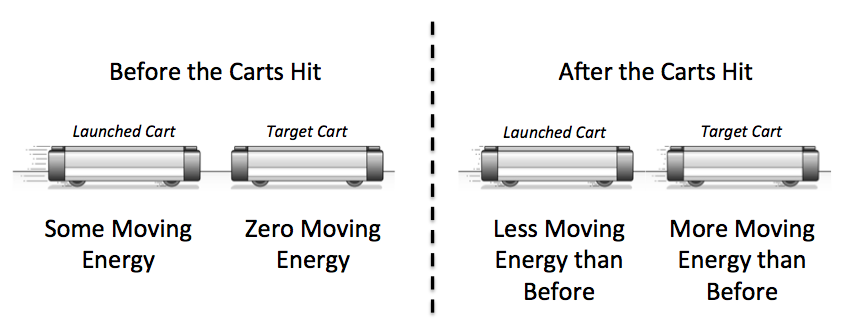 Before the Carts Hit
Launched Cart
Target Cart
Some Moving
Energy
Zero Moving
Energy
After the Carts Hit
Launched Cart
Target Cart
Less Moving
Energy than
Before
More Moving
Energy than
Before